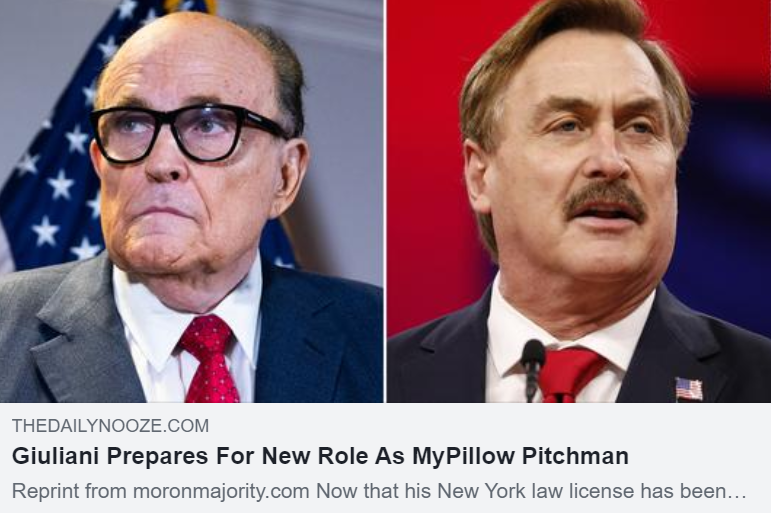 THEDAILYNOOZE.COM
Giuliani Prepares For New Role As MyPillow Pitchman
Reprint from moronmajority.com Now that his New York law license has been…